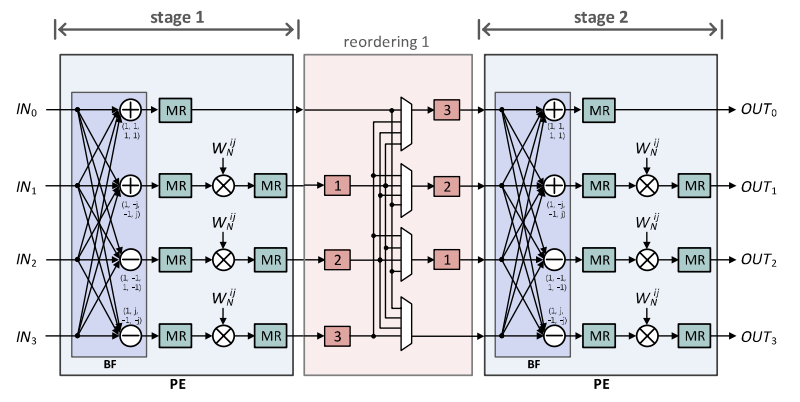 stage 1
stage 2
reordering 1
IN0
(1, 1,
1, 1)
MR
3
(1, 1,
1, 1)
MR
OUT0
W_N^ij
W_N^ij
IN1
(1, -j,
-1, j)
MR
MR
1
2
(1, -j,
-1, j)
MR
MR
OUT1
W_N^ij
W_N^ij
IN2
(1, -1,
1, -1)
MR
MR
2
1
(1, -1,
1, -1)
MR
MR
OUT2
W_N^ij
W_N^ij
IN3
(1, j,
-1, -j)
MR
MR
3
(1, j,
-1, -j)
MR
MR
OUT3
BF
BF
PE
PE